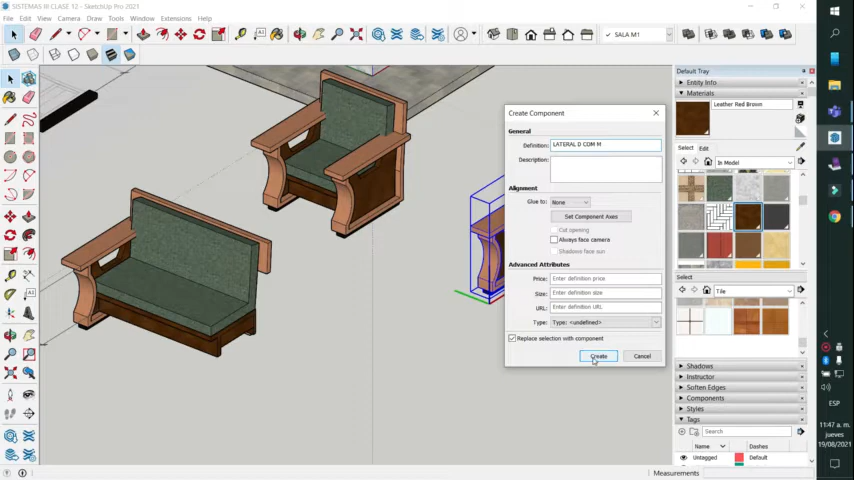 SISTEMAS III CLASE 12 - SketchUp Pro 2021
File Edit View Camera Draw Tools Window Extensions Help
SALA M1
Default Tray
Entity Info
Materials
Leather Red Brown
Select Edit
In Model
Select
Tile
Shadows
Instructor
Soften Edges
Components
Styles
Tags
Search
Name Dashes
Untagged Default
Create Component
General
Definition: LATERAL D COM M
Description:
Alignment
Glue to: None
Set Component Axes
Cut opening
Always face camera
Shadows face sun
Advanced Attributes
Price: Enter definition price
Size: Enter definition size
URL: Enter definition URL
Type: Type: <undefined>
Replace selection with component
Create Cancel
Measurements
ESP
11:47 a. m.
jueves
19/08/2021